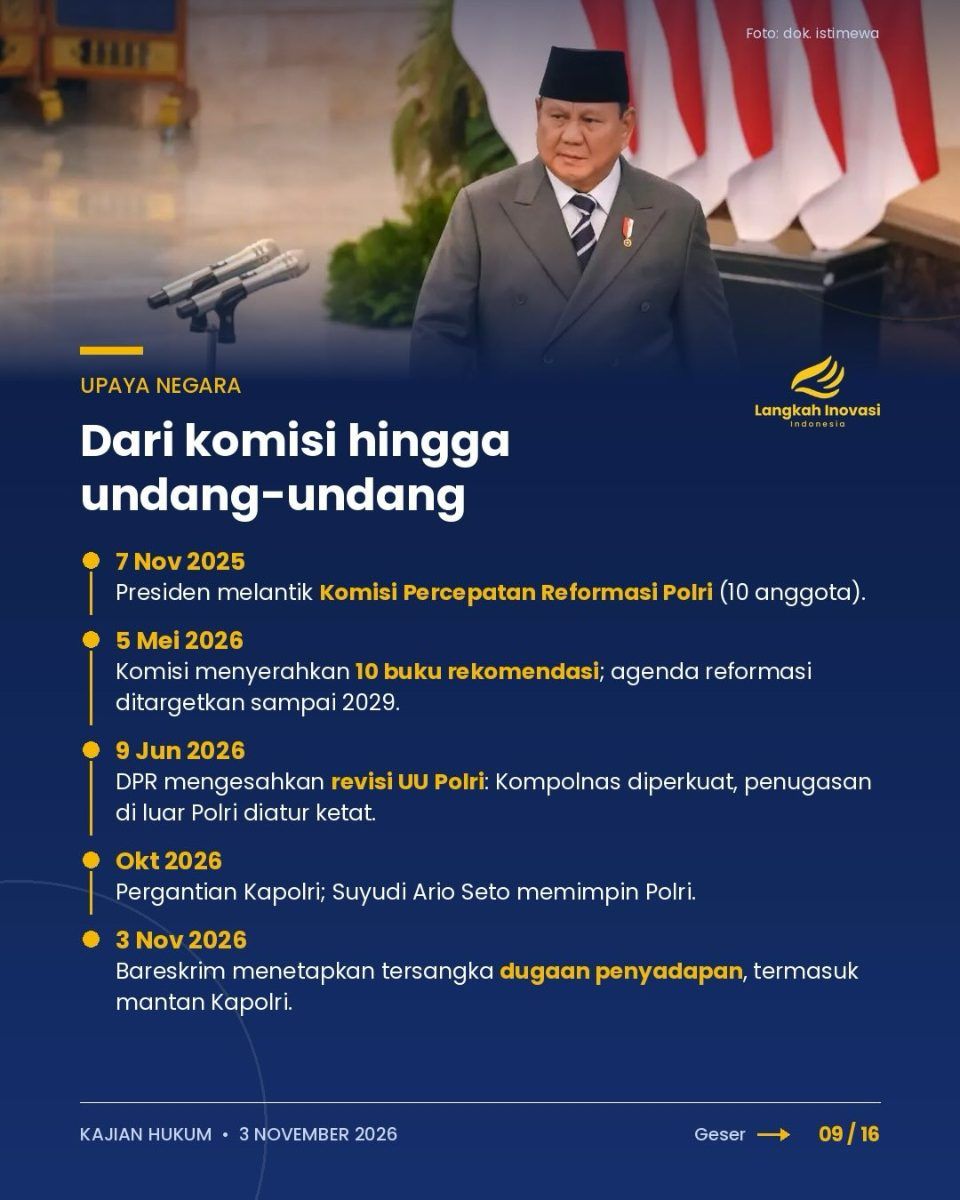 Foto: dok. istimewa
UPAYA NEGARA
Langkah Inovasi
Indonesia
Dari komisi hingga
undang-undang
7 Nov 2025
Presiden melantik Komisi Percepatan Reformasi Polri (10 anggota).
5 Mei 2026
Komisi menyerahkan 10 buku rekomendasi; agenda reformasi
ditargetkan sampai 2029.
9 Jun 2026
DPR mengesahkan revisi UU Polri: Kompolnas diperkuat, penugasan
di luar Polri diatur ketat.
Okt 2026
Pergantian Kapolri; Suyudi Ario Seto memimpin Polri.
3 Nov 2026
Bareskrim menetapkan tersangka dugaan penyadapan, termasuk
mantan Kapolri.
KAJIAN HUKUM • 3 NOVEMBER 2026
Geser → 09 / 16